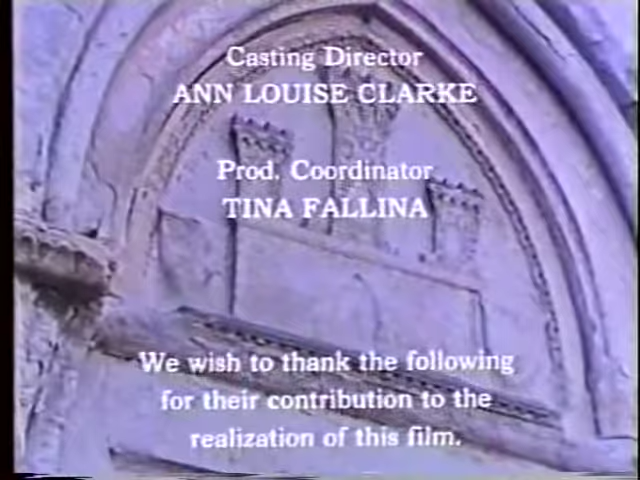 Casting Director
ANN LOUISE CLARKE
Prod. Coordinator
TINA FALLINA
We wish to thank the following
for their contribution to the
realization of this film.